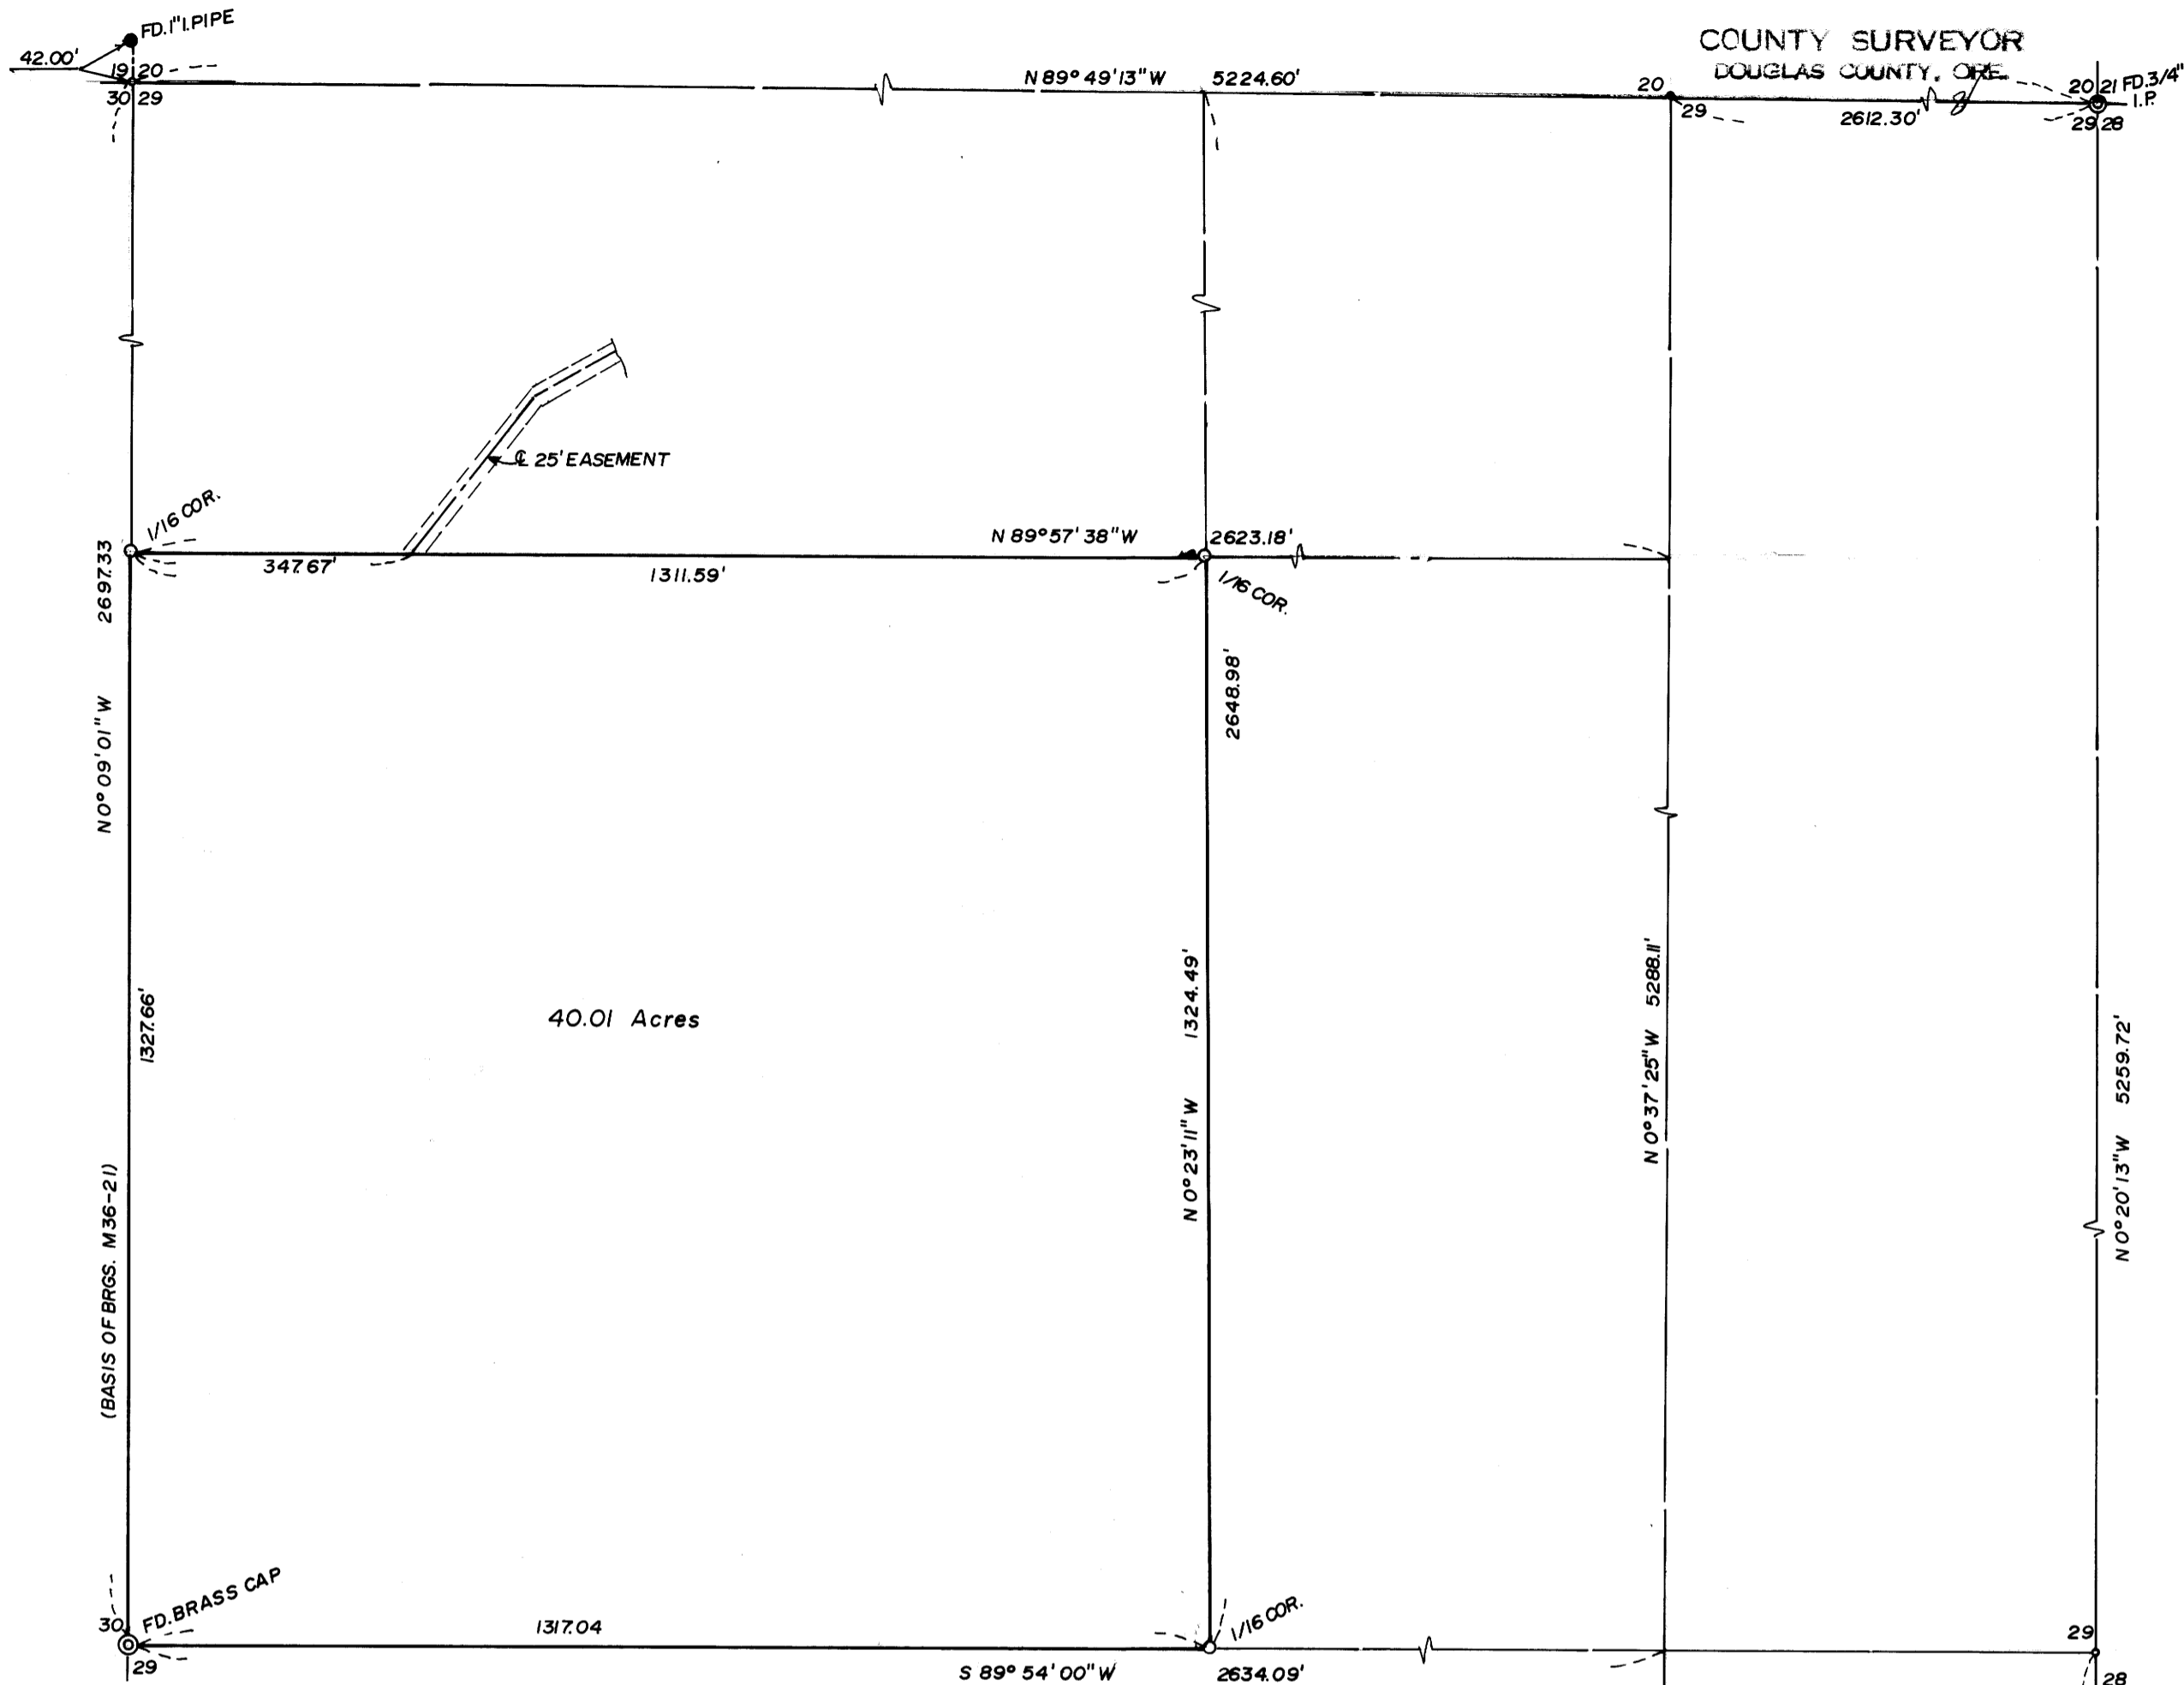 FD. 1" I. PIPE
42.00'
19 20
30 29
N 89° 49' 13" W 5224.60'
COUNTY SURVEYOR
DOUGLAS COUNTY, ORE.
20
29
2612.30'
20 21 FD. 3/4"
I.P.
29 28
℄ 25' EASEMENT
1/16 COR.
N 89° 57' 38" W 2623.18'
347.67'
1311.59'
1/16 COR.
2697.33
2648.98'
N 0° 09' 01" W
1327.66'
40.01 Acres
1324.49'
N 0° 23' 11" W
N 0° 37' 25" W 5288.11'
N 0° 20' 13" W 5259.72'
(BASIS OF BRGS. M36-21)
FD. BRASS CAP
30
29
1317.04
1/16 COR.
S 89° 54' 00" W 2634.09'
29
28